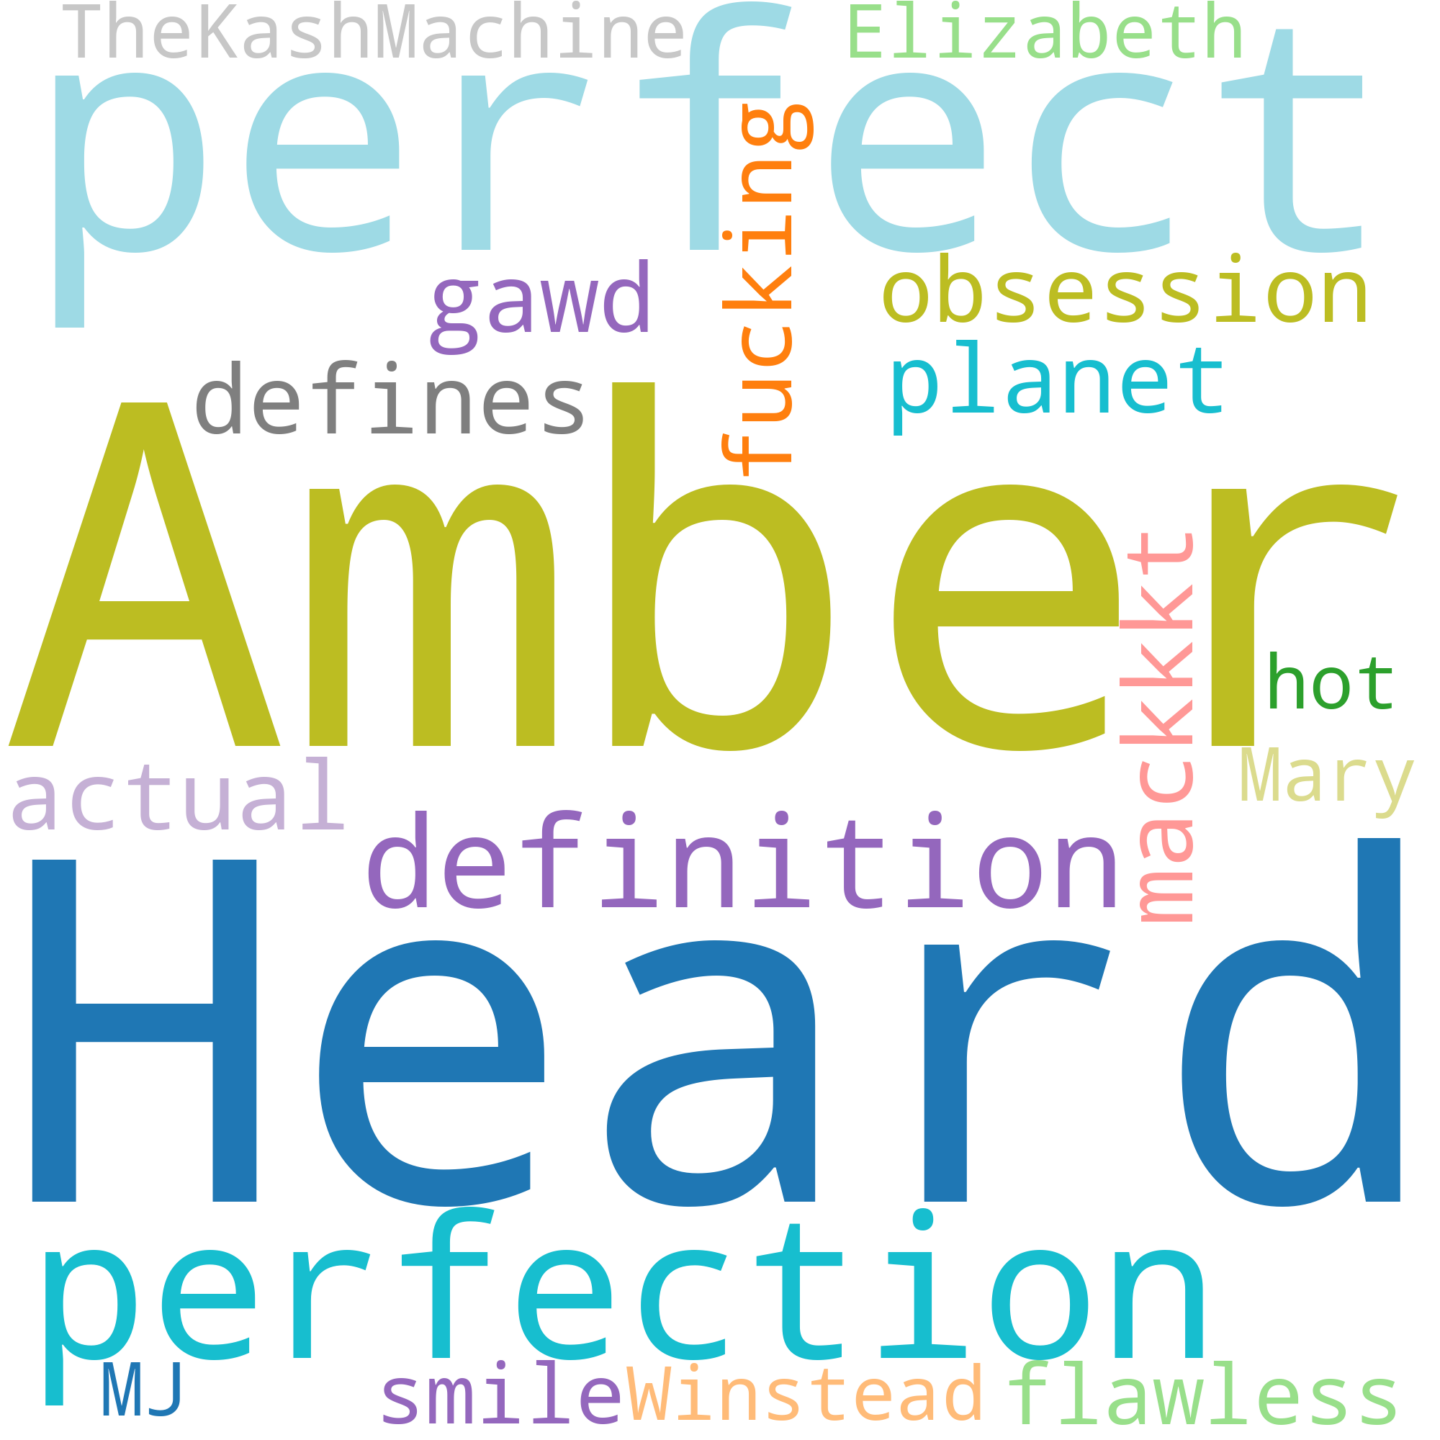 TheKashMachine
Elizabeth
perfect
fucking
gawd
obsession
defines
planet
Amber
mackkkt
hot
actual
Mary
definition
Heard
perfection
MJ
smile
Winstead
flawless